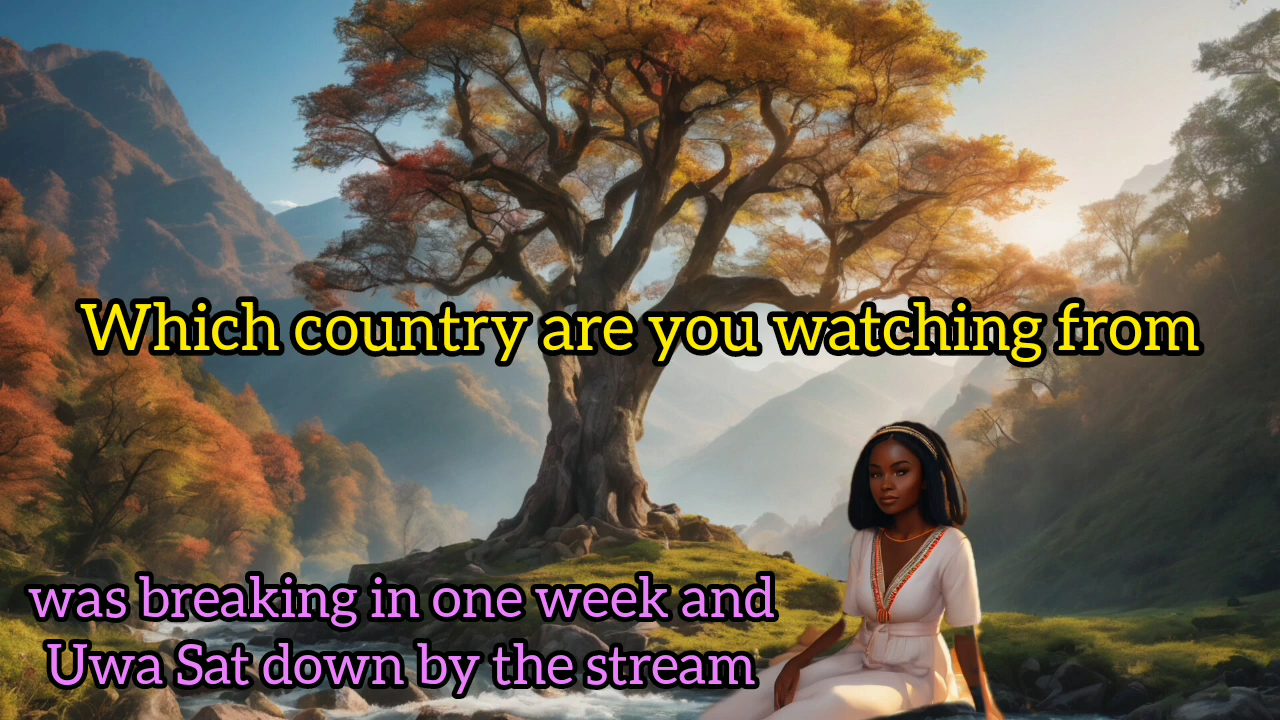 Which country are you watching from
was breaking in one week and
Uwa Sat down by the stream